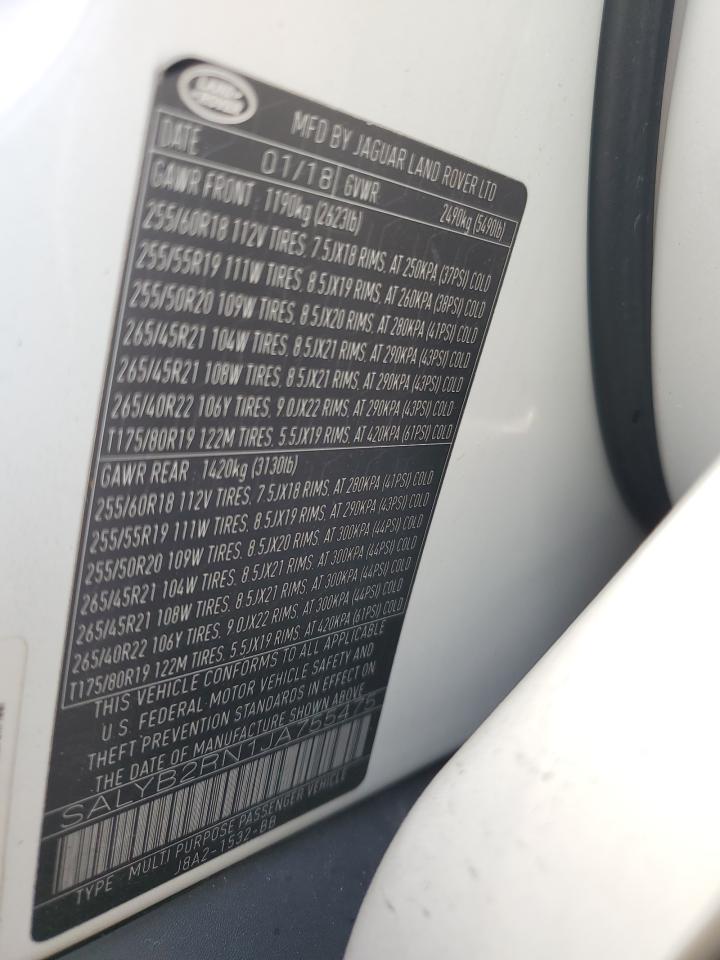 LAND ROVER
MFD BY JAGUAR LAND ROVER LTD
DATE 01/18 GVWR 2490kg (5490lb)
GAWR FRONT 1190kg (2623lb)
255/60R18 112V TIRES, 7.5JX18 RIMS, AT 250KPA (37PSI) COLD
255/55R19 111W TIRES, 8.5JX19 RIMS, AT 260KPA (38PSI) COLD
255/50R20 109W TIRES, 8.5JX20 RIMS, AT 280KPA (41PSI) COLD
265/45R21 104W TIRES, 8.5JX21 RIMS, AT 290KPA (43PSI) COLD
265/45R21 108W TIRES, 8.5JX21 RIMS, AT 290KPA (43PSI) COLD
265/40R22 106Y TIRES, 9.0JX22 RIMS, AT 290KPA (43PSI) COLD
T175/80R19 122M TIRES, 5.5JX19 RIMS, AT 420KPA (61PSI) COLD
GAWR REAR 1420kg (3130lb)
255/60R18 112V TIRES, 7.5JX18 RIMS, AT 280KPA (41PSI) COLD
255/55R19 111W TIRES, 8.5JX19 RIMS, AT 290KPA (43PSI) COLD
255/50R20 109W TIRES, 8.5JX20 RIMS, AT 300KPA (44PSI) COLD
265/45R21 104W TIRES, 8.5JX21 RIMS, AT 300KPA (44PSI) COLD
265/45R21 108W TIRES, 8.5JX21 RIMS, AT 300KPA (44PSI) COLD
265/40R22 106Y TIRES, 9.0JX22 RIMS, AT 300KPA (44PSI) COLD
T175/80R19 122M TIRES, 5.5JX19 RIMS, AT 420KPA (61PSI) COLD
THIS VEHICLE CONFORMS TO ALL APPLICABLE
U.S. FEDERAL MOTOR VEHICLE SAFETY AND
THEFT PREVENTION STANDARDS IN EFFECT ON
THE DATE OF MANUFACTURE SHOWN ABOVE
SALYB2RN1JA755475
TYPE MULTI PURPOSE PASSENGER VEHICLE
J8A2-1532-BB